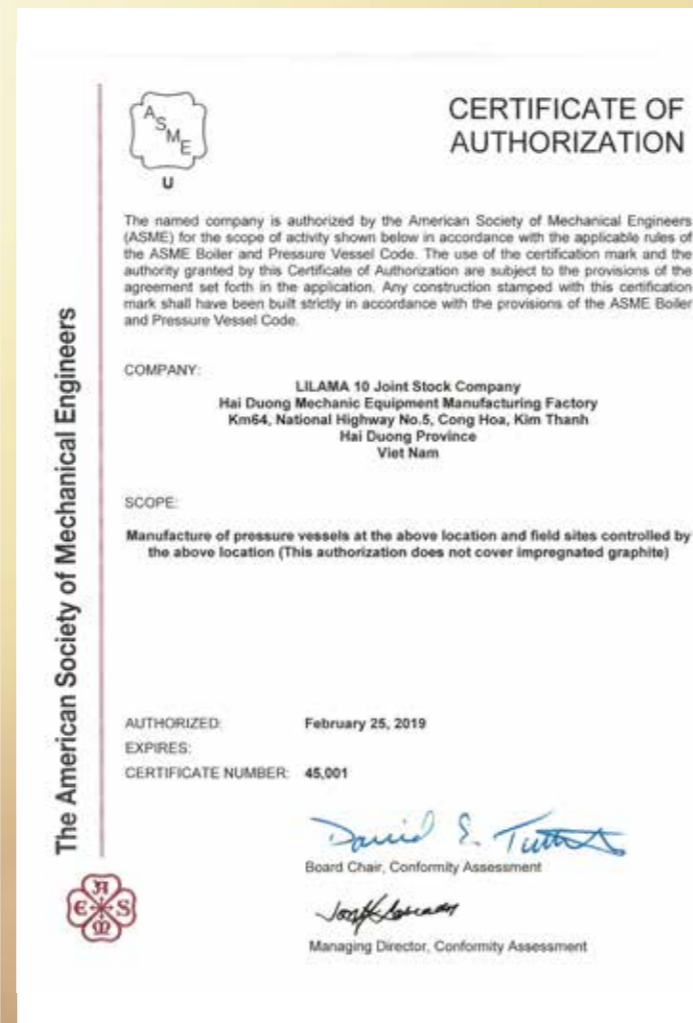 ASME
U
CERTIFICATE OF
AUTHORIZATION
The named company is authorized by the American Society of Mechanical Engineers
(ASME) for the scope of activity shown below in accordance with the applicable rules of
the ASME Boiler and Pressure Vessel Code. The use of the certification mark and the
authority granted by this Certificate of Authorization are subject to the provisions of the
agreement set forth in the application. Any construction stamped with this certification
mark shall have been built strictly in accordance with the provisions of the ASME Boiler
and Pressure Vessel Code.
COMPANY:
LILAMA 10 Joint Stock Company
Hai Duong Mechanic Equipment Manufacturing Factory
Km64, National Highway No.5, Cong Hoa, Kim Thanh
Hai Duong Province
Viet Nam
SCOPE:
Manufacture of pressure vessels at the above location and field sites controlled by
the above location (This authorization does not cover impregnated graphite)
AUTHORIZED: February 25, 2019
EXPIRES:
CERTIFICATE NUMBER: 45,001
David E. Tutt
Board Chair, Conformity Assessment
Managing Director, Conformity Assessment
The American Society of Mechanical Engineers
ASME